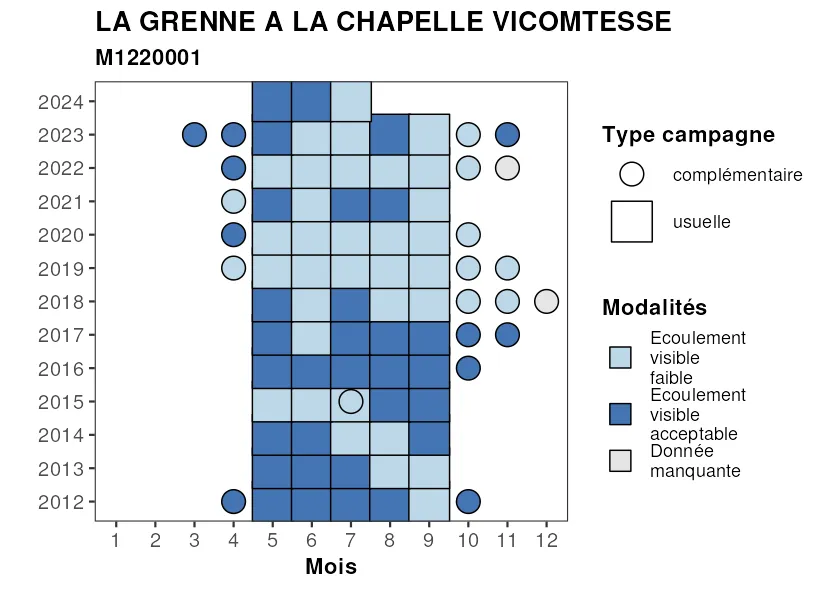 LA GRENNE A LA CHAPELLE VICOMTESSE
M1220001
2024
2023
2022
2021
2020
2019
2018
2017
2016
2015
2014
2013
2012
1 2 3 4 5 6 7 8 9 10 11 12
Mois
Type campagne
complémentaire
usuelle
Modalités
Ecoulement
visible
faible
Ecoulement
visible
acceptable
Donnée
manquante